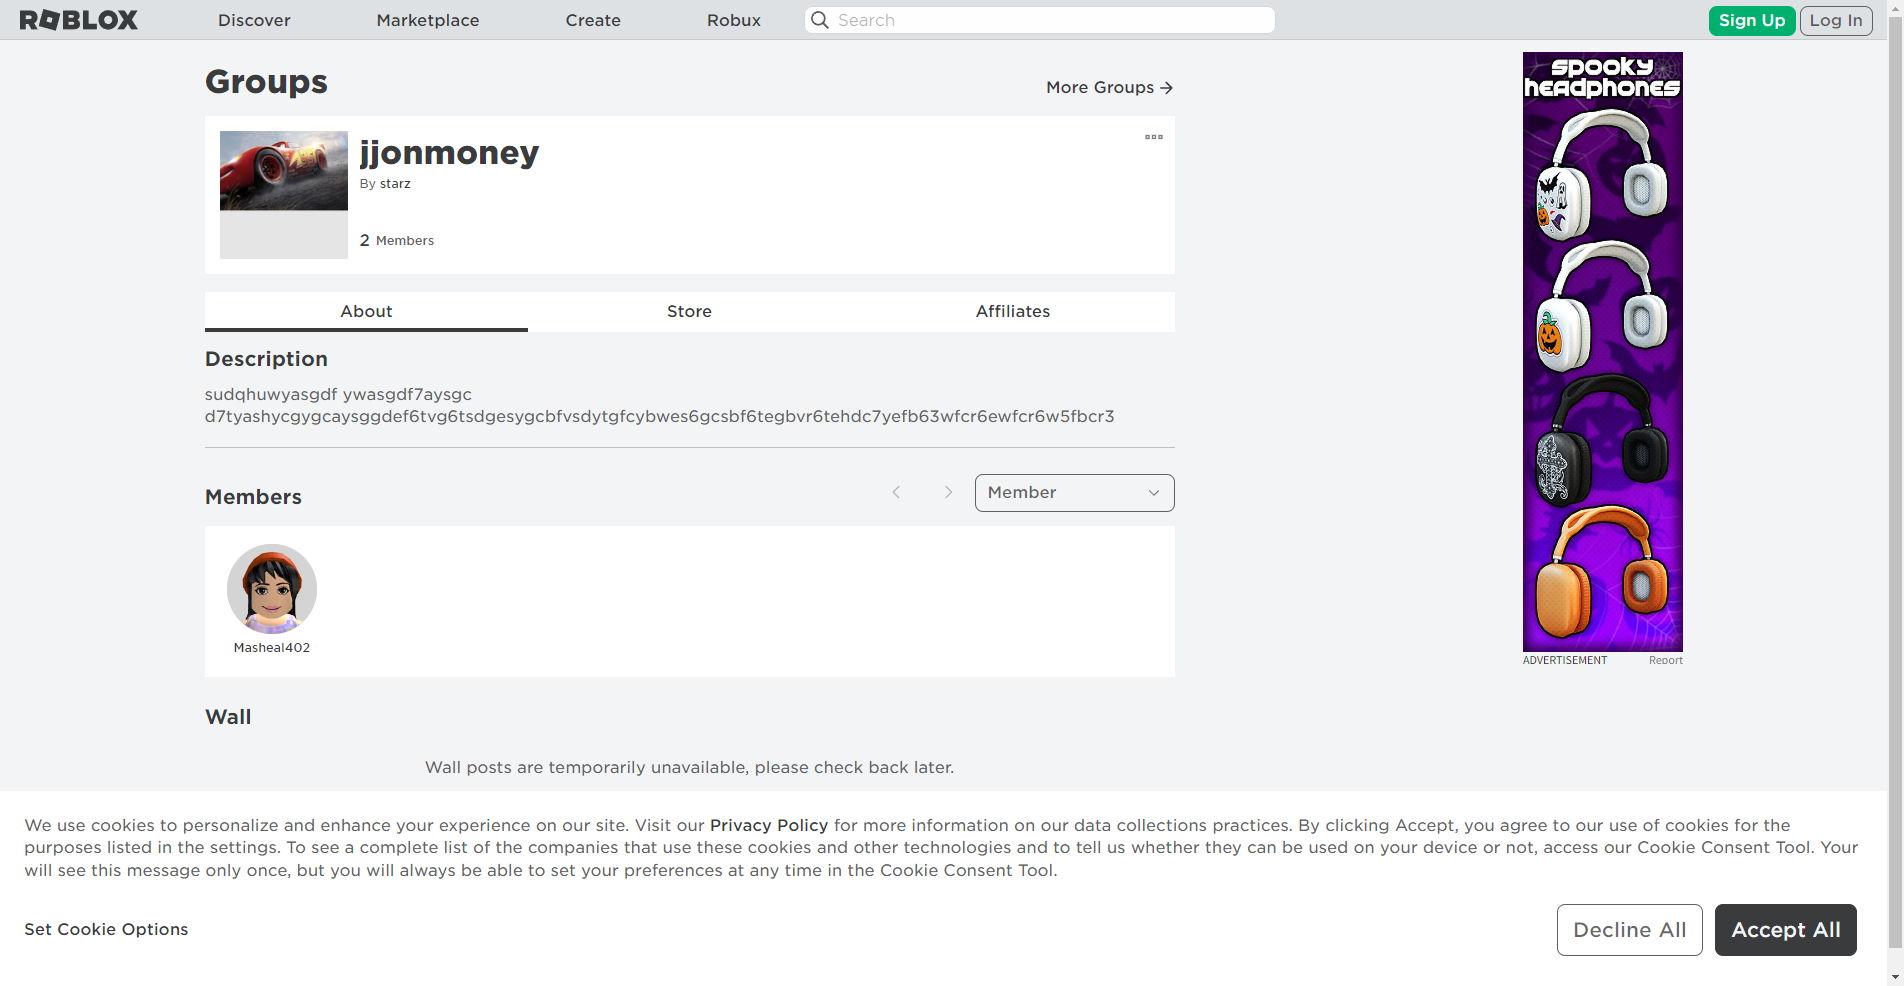 ROBLOX
Discover
Marketplace
Create
Robux
Search
Sign Up
Log In
Groups
More Groups
jjonmoney
By starz
2 Members
About
Store
Affiliates
Description
sudqhuwyasgdf ywasgdf7aysgc
d7tyashycgygcaysggdef6tvg6tsdgesygcbfvsdytgfcybwes6gcsbf6tegbvr6tehdc7yefb63wfcr6ewfcr6w5fbcr3
Members
Member
Masheal402
Wall
Wall posts are temporarily unavailable, please check back later.
spooky
headphones
ADVERTISEMENT
Report
We use cookies to personalize and enhance your experience on our site. Visit our Privacy Policy for more information on our data collections practices. By clicking Accept, you agree to our use of cookies for the
purposes listed in the settings. To see a complete list of the companies that use these cookies and other technologies and to tell us whether they can be used on your device or not, access our Cookie Consent Tool. Your
will see this message only once, but you will always be able to set your preferences at any time in the Cookie Consent Tool.
Set Cookie Options
Decline All
Accept All